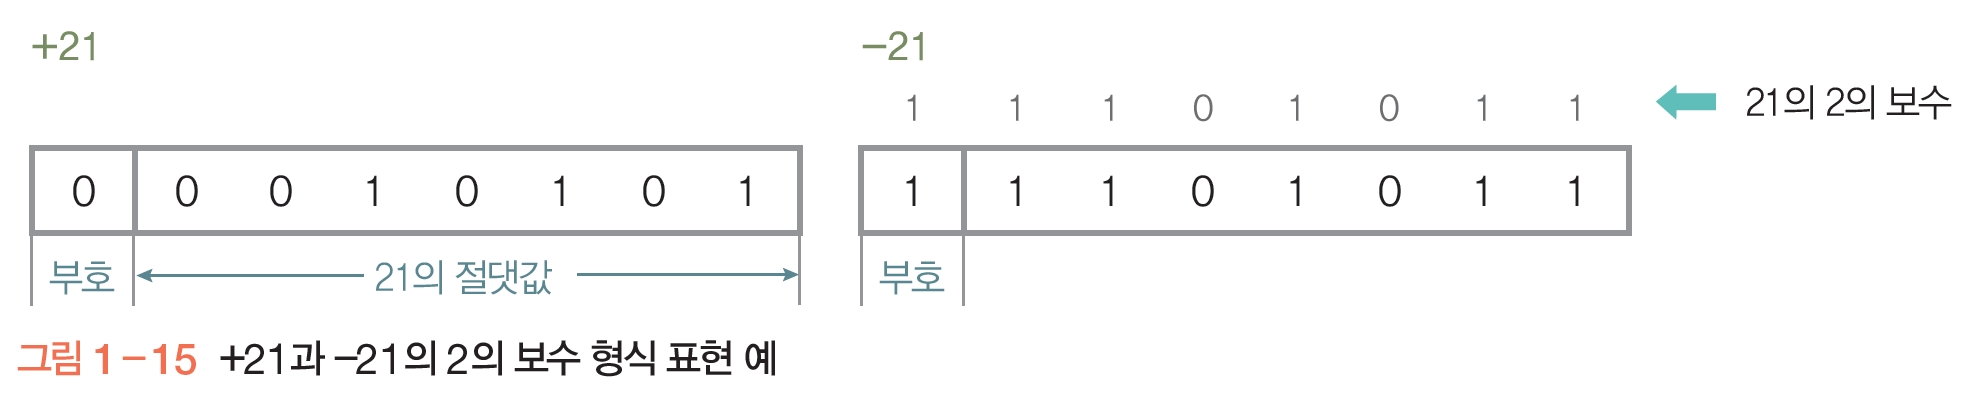 +21
0 0 0 1 0 1 0 1
부호 21의 절댓값
−21
1 1 1 0 1 0 1 1 21의 2의 보수
1 1 1 0 1 0 1 1
부호
그림 1−15 +21과 −21의 2의 보수 형식 표현 예